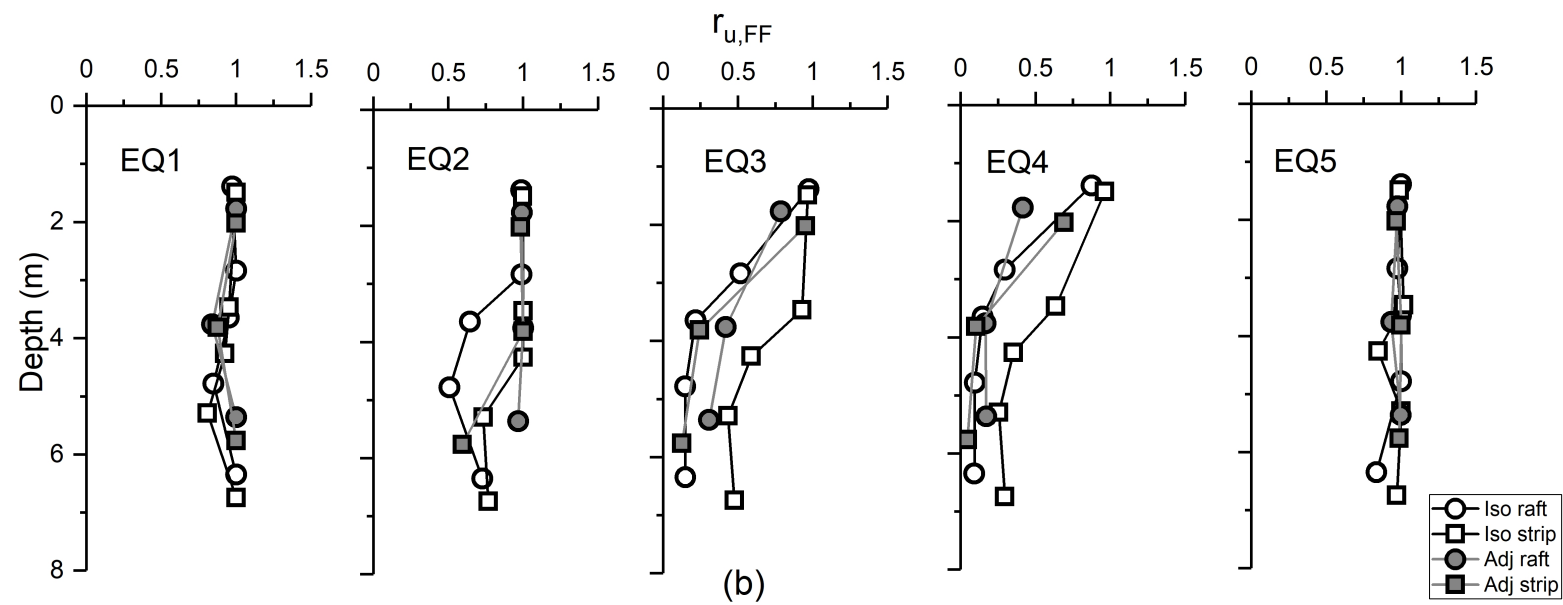 r u,FF
0 0.5 1 1.5 0 0.5 1 1.5 0 0.5 1 1.5 0 0.5 1 1.5 0 0.5 1 1.5
0
EQ1 EQ2 EQ3 EQ4 EQ5
2
Depth (m)
4
6
8
Iso raft
Iso strip
Adj raft
Adj strip
(b)